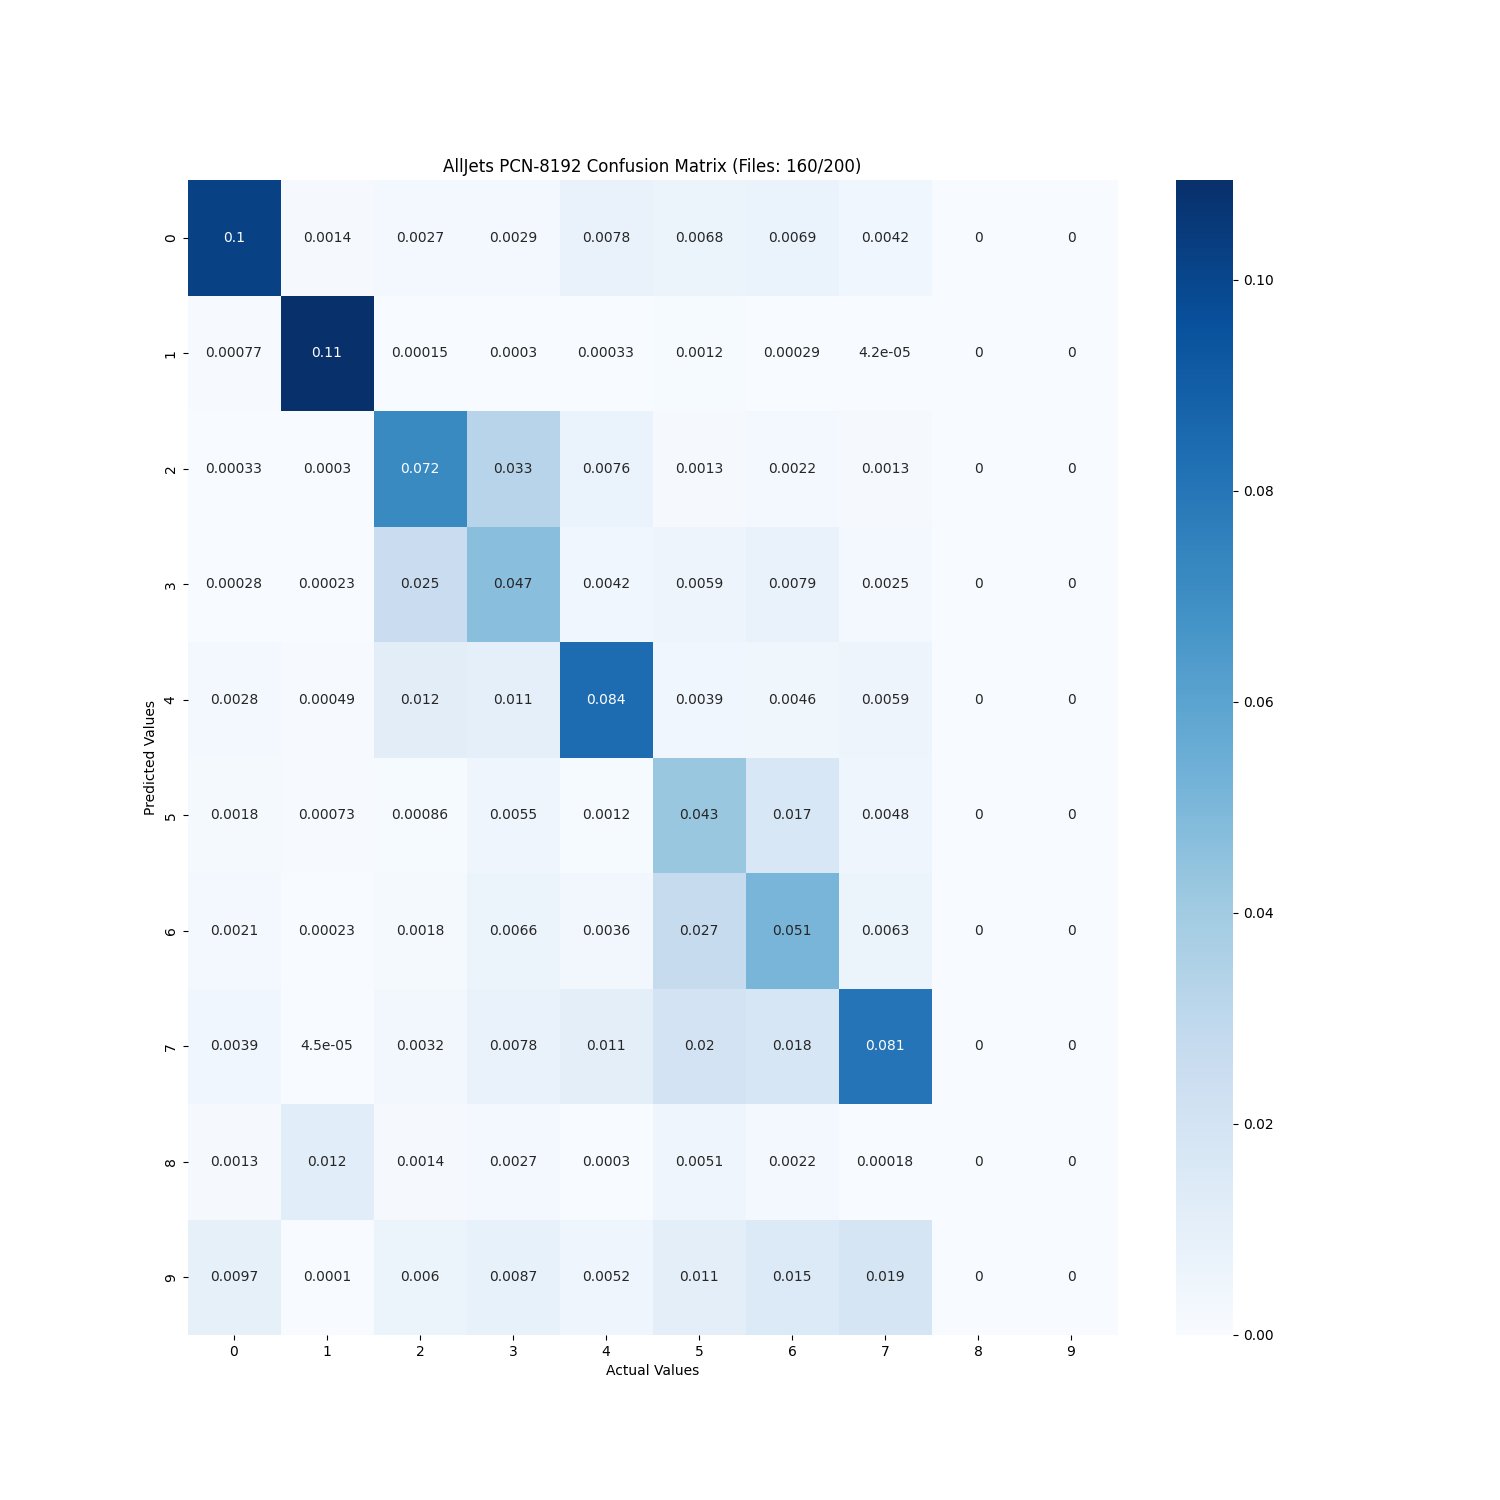 AllJets PCN-8192 Confusion Matrix (Files: 160/200)
0 0.1 0.0014 0.0027 0.0029 0.0078 0.0068 0.0069 0.0042 0 0
1 0.00077 0.11 0.00015 0.0003 0.00033 0.0012 0.00029 4.2e-05 0 0
2 0.00033 0.0003 0.072 0.033 0.0076 0.0013 0.0022 0.0013 0 0
3 0.00028 0.00023 0.025 0.047 0.0042 0.0059 0.0079 0.0025 0 0
4 0.0028 0.00049 0.012 0.011 0.084 0.0039 0.0046 0.0059 0 0
5 0.0018 0.00073 0.00086 0.0055 0.0012 0.043 0.017 0.0048 0 0
6 0.0021 0.00023 0.0018 0.0066 0.0036 0.027 0.051 0.0063 0 0
7 0.0039 4.5e-05 0.0032 0.0078 0.011 0.02 0.018 0.081 0 0
8 0.0013 0.012 0.0014 0.0027 0.0003 0.0051 0.0022 0.00018 0 0
9 0.0097 0.0001 0.006 0.0087 0.0052 0.011 0.015 0.019 0 0
0 1 2 3 4 5 6 7 8 9
Actual Values
Predicted Values
0.10
0.08
0.06
0.04
0.02
0.00